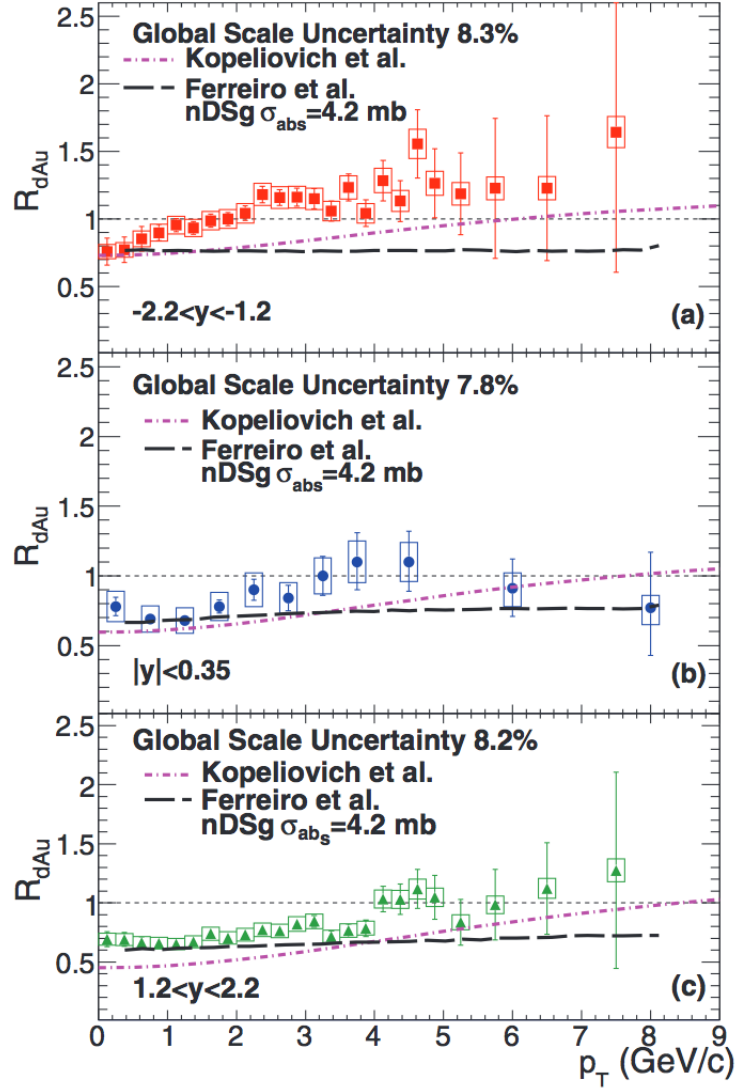 2.5
Global Scale Uncertainty 8.3%
Kopeliovich et al.
2
Ferreiro et al.
nDSg σabs=4.2 mb
1.5
RdAu
1
0.5
-2.2<y<-1.2
(a)
2.5
Global Scale Uncertainty 7.8%
Kopeliovich et al.
2
Ferreiro et al.
nDSg σabs=4.2 mb
1.5
RdAu
1
0.5
|y|<0.35
(b)
2.5
Global Scale Uncertainty 8.2%
Kopeliovich et al.
2
Ferreiro et al.
nDSg σabs=4.2 mb
1.5
RdAu
1
0.5
1.2<y<2.2
(c)
0 1 2 3 4 5 6 7 8 9
pT (GeV/c)